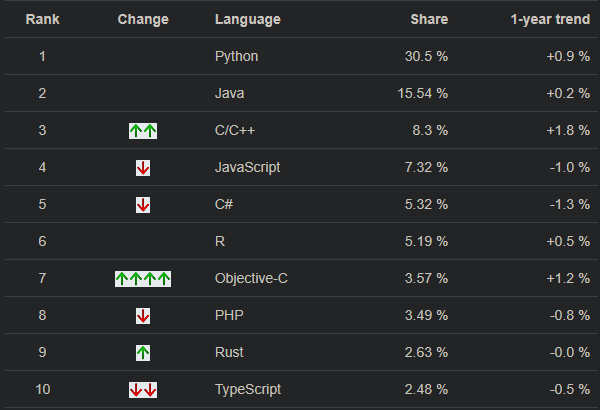 Rank Change Language Share 1-year trend
1 Python 30.5 % +0.9 %
2 Java 15.54 % +0.2 %
3 ↑↑ C/C++ 8.3 % +1.8 %
4 ↓ JavaScript 7.32 % -1.0 %
5 ↓ C# 5.32 % -1.3 %
6 R 5.19 % +0.5 %
7 ↑↑↑↑ Objective-C 3.57 % +1.2 %
8 ↓ PHP 3.49 % -0.8 %
9 ↑ Rust 2.63 % -0.0 %
10 ↓↓ TypeScript 2.48 % -0.5 %